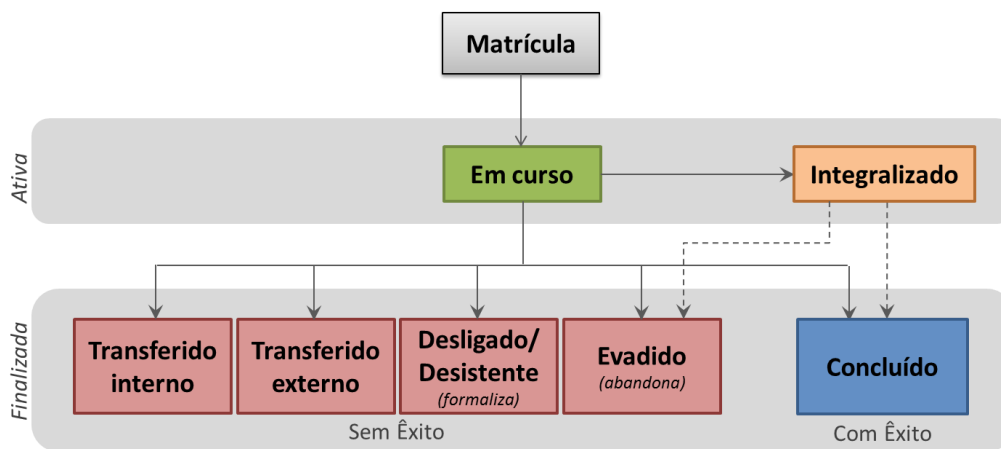 Matrícula
Ativa
Em curso
Integralizado
Finalizada
Transferido
interno
Transferido
externo
Desligado/
Desistente
(formaliza)
Evadido
(abandona)
Concluído
Sem Êxito
Com Êxito